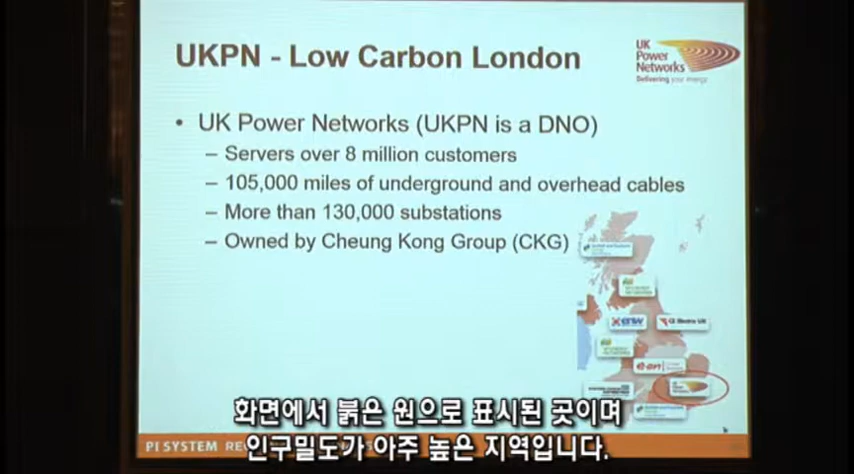 UKPN - Low Carbon London
UK
Power
Networks
Delivering your energy
• UK Power Networks (UKPN is a DNO)
– Servers over 8 million customers
– 105,000 miles of underground and overhead cables
– More than 130,000 substations
– Owned by Cheung Kong Group (CKG)
화면에서 붉은 원으로 표시된 곳이며
인구밀도가 아주 높은 지역입니다.
PI SYSTEM